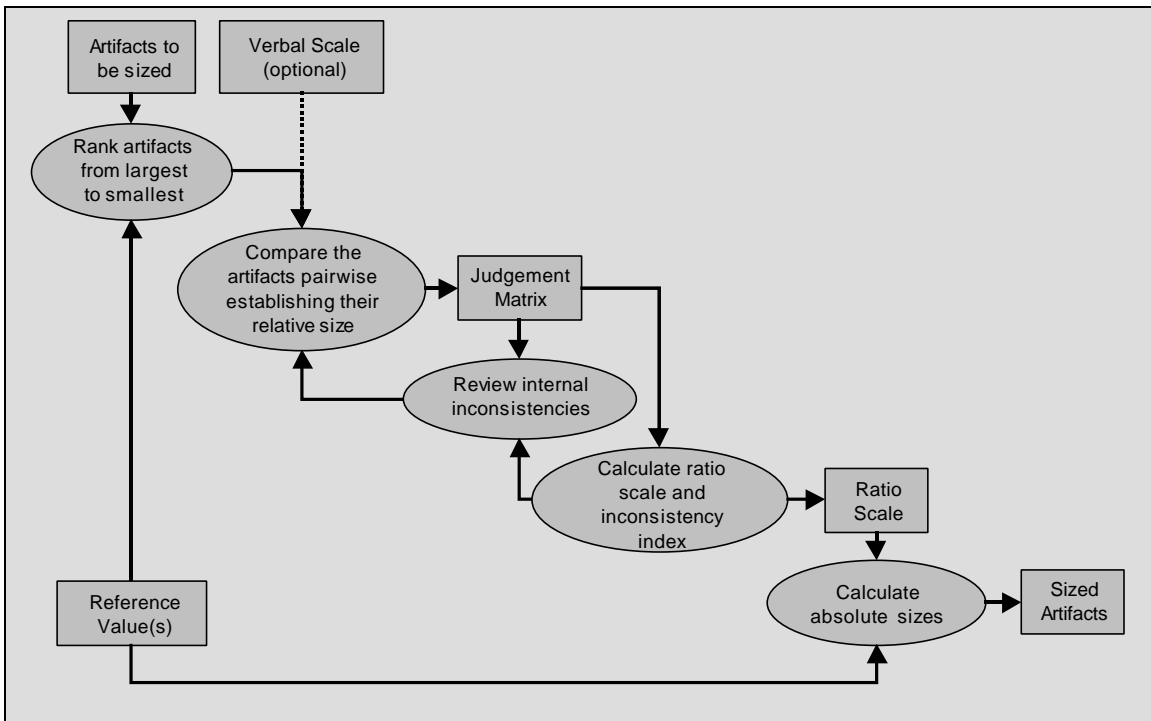 Artifacts to
be sized
Verbal Scale
(optional)
Rank artifacts
from largest
to smallest
Compare the
artifacts pairwise
establishing their
relative size
Judgement
Matrix
Review internal
inconsistencies
Calculate ratio
scale and
inconsistency
index
Ratio
Scale
Reference
Value(s)
Calculate
absolute sizes
Sized
Artifacts